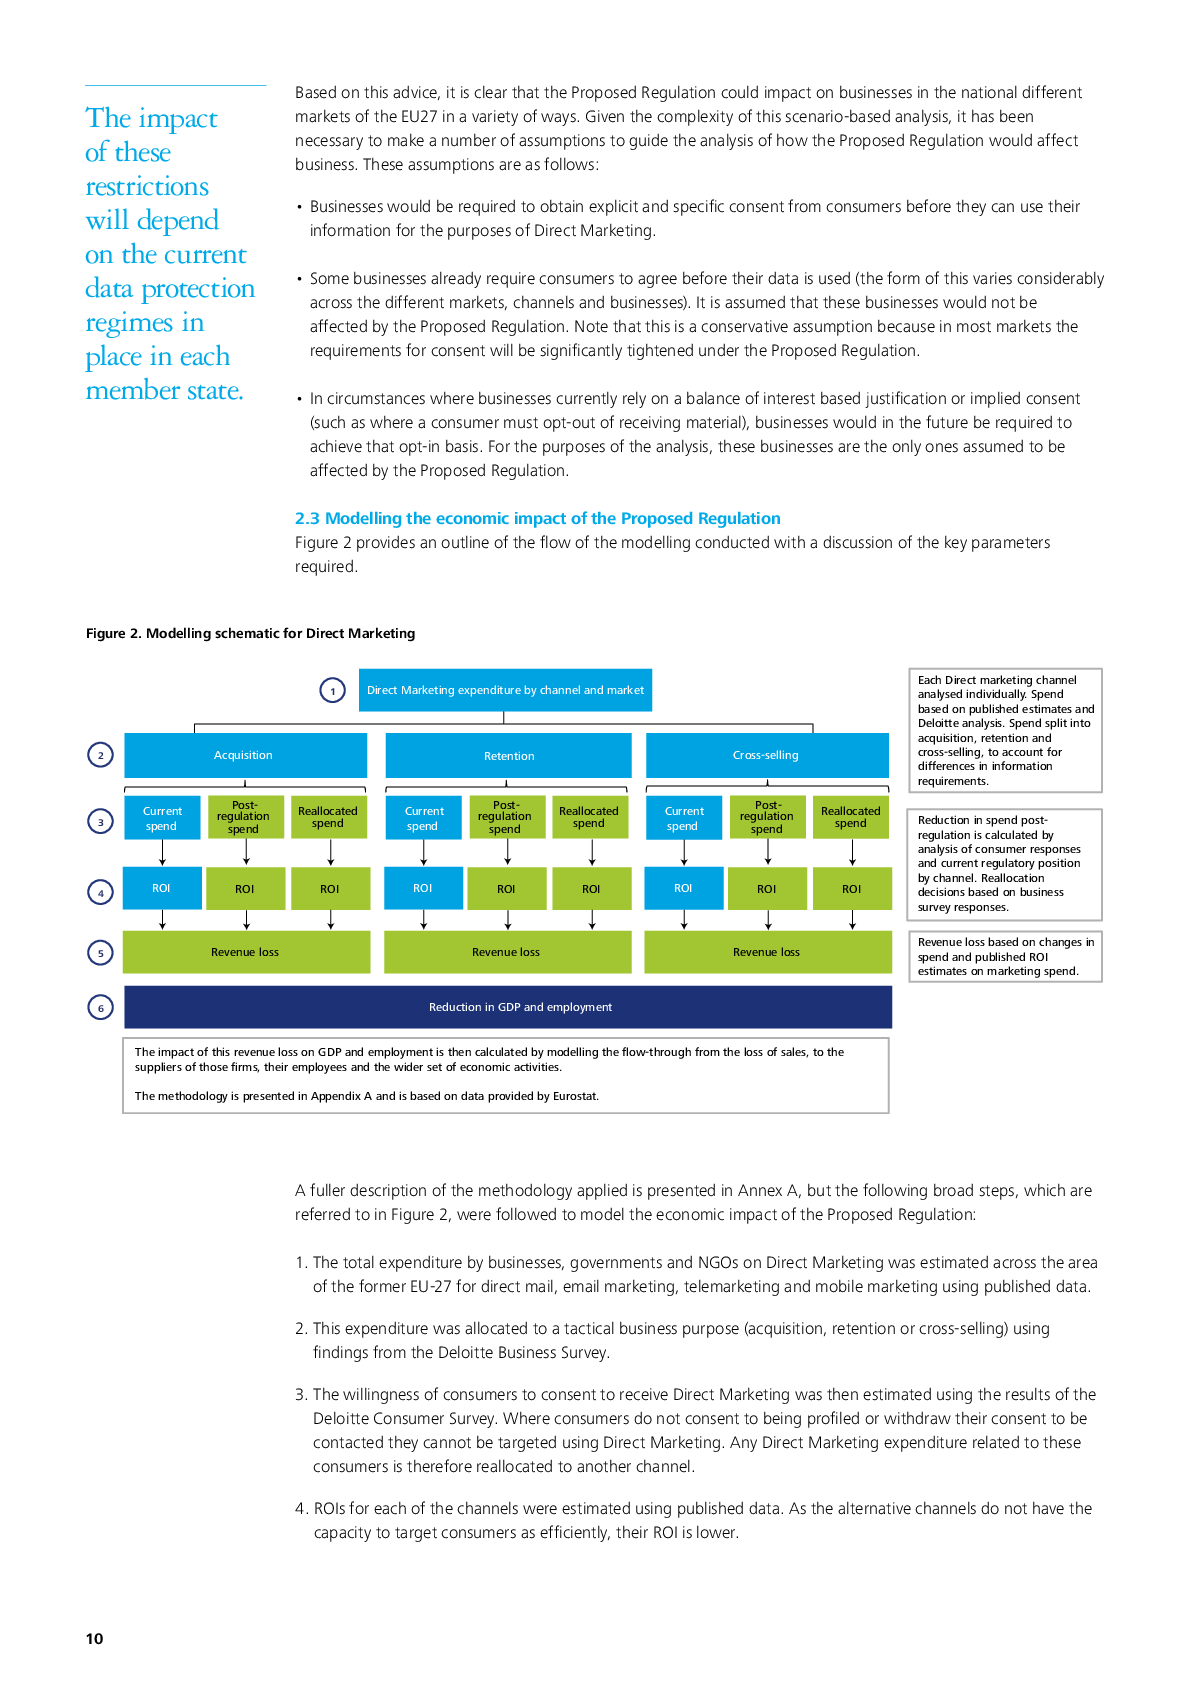 The impact
of these
restrictions
will depend
on the current
data protection
regimes in
place in each
member state.
Based on this advice, it is clear that the Proposed Regulation could impact on businesses in the national different
markets of the EU27 in a variety of ways. Given the complexity of this scenario-based analysis, it has been
necessary to make a number of assumptions to guide the analysis of how the Proposed Regulation would affect
business. These assumptions are as follows:
• Businesses would be required to obtain explicit and specific consent from consumers before they can use their
information for the purposes of Direct Marketing.
• Some businesses already require consumers to agree before their data is used (the form of this varies considerably
across the different markets, channels and businesses). It is assumed that these businesses would not be
affected by the Proposed Regulation. Note that this is a conservative assumption because in most markets the
requirements for consent will be significantly tightened under the Proposed Regulation.
• In circumstances where businesses currently rely on a balance of interest based justification or implied consent
(such as where a consumer must opt-out of receiving material), businesses would in the future be required to
achieve that opt-in basis. For the purposes of the analysis, these businesses are the only ones assumed to be
affected by the Proposed Regulation.
2.3 Modelling the economic impact of the Proposed Regulation
Figure 2 provides an outline of the flow of the modelling conducted with a discussion of the key parameters
required.
Figure 2. Modelling schematic for Direct Marketing
1
Direct Marketing expenditure by channel and market
2
Acquisition
Retention
Cross-selling
3
Current
spend
Post-
regulation
spend
Reallocated
spend
Current
spend
Post-
regulation
spend
Reallocated
spend
Current
spend
Post-
regulation
spend
Reallocated
spend
4
ROI
ROI
ROI
ROI
ROI
ROI
ROI
ROI
ROI
5
Revenue loss
Revenue loss
Revenue loss
6
Reduction in GDP and employment
The impact of this revenue loss on GDP and employment is then calculated by modelling the flow-through from the loss of sales, to the
suppliers of those firms, their employees and the wider set of economic activities.
The methodology is presented in Appendix A and is based on data provided by Eurostat.
Each Direct marketing channel
analysed individually. Spend
based on published estimates and
Deloitte analysis. Spend split into
acquisition, retention and
cross-selling, to account for
differences in information
requirements.
Reduction in spend post-
regulation is calculated by
analysis of consumer responses
and current regulatory position
by channel. Reallocation
decisions based on business
survey responses.
Revenue loss based on changes in
spend and published ROI
estimates on marketing spend.
A fuller description of the methodology applied is presented in Annex A, but the following broad steps, which are
referred to in Figure 2, were followed to model the economic impact of the Proposed Regulation:
1. The total expenditure by businesses, governments and NGOs on Direct Marketing was estimated across the area
of the former EU-27 for direct mail, email marketing, telemarketing and mobile marketing using published data.
2. This expenditure was allocated to a tactical business purpose (acquisition, retention or cross-selling) using
findings from the Deloitte Business Survey.
3. The willingness of consumers to consent to receive Direct Marketing was then estimated using the results of the
Deloitte Consumer Survey. Where consumers do not consent to being profiled or withdraw their consent to be
contacted they cannot be targeted using Direct Marketing. Any Direct Marketing expenditure related to these
consumers is therefore reallocated to another channel.
4. ROIs for each of the channels were estimated using published data. As the alternative channels do not have the
capacity to target consumers as efficiently, their ROI is lower.
10